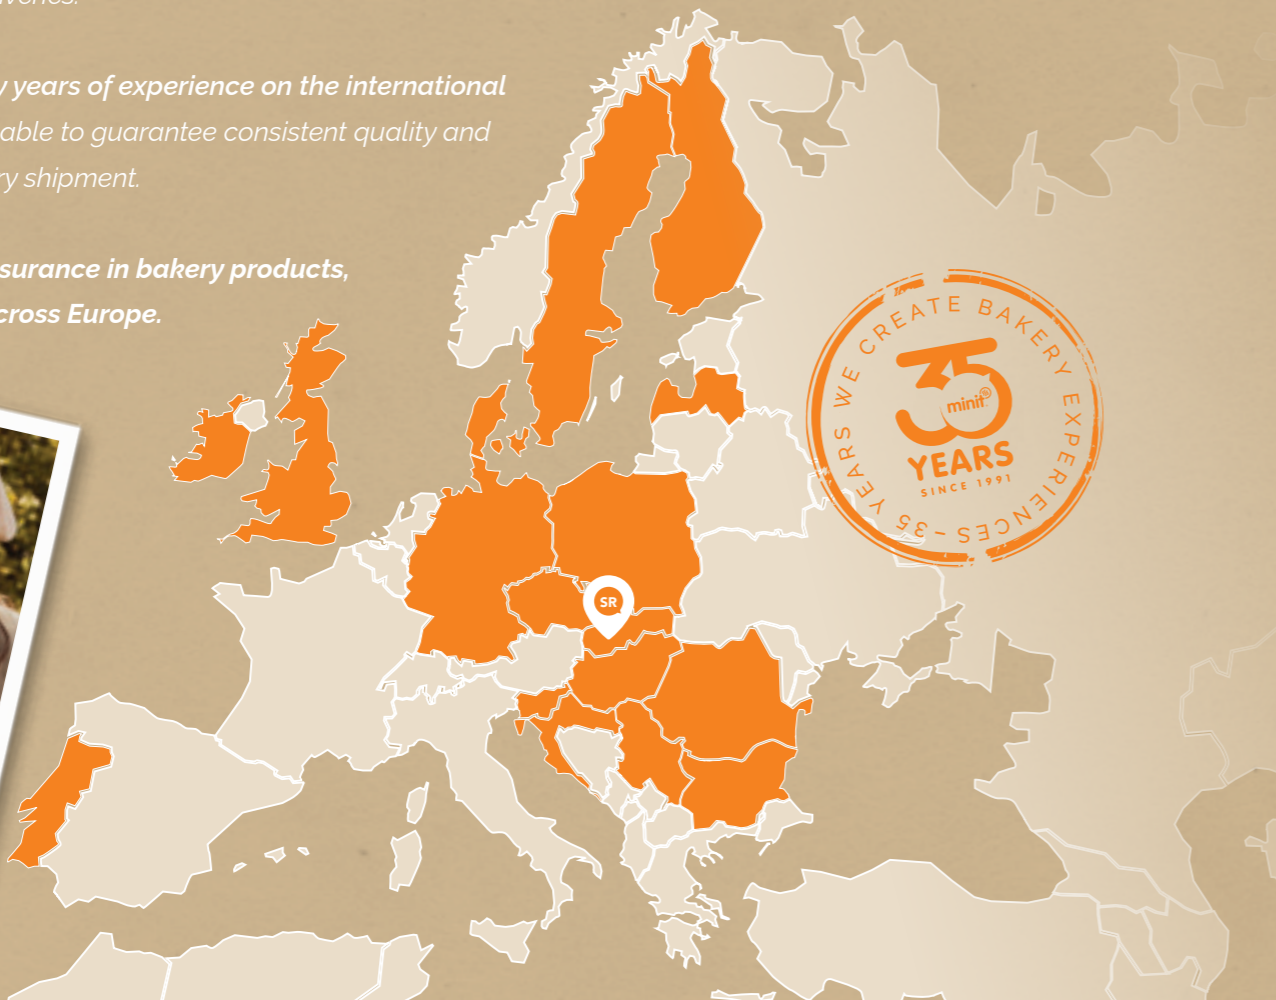 y years of experience on the international
able to guarantee consistent quality and
ry shipment.
surance in bakery products,
cross Europe.
35 YEARS WE CREATE BAKERY EXPERIENCES –
35
minit®
YEARS
SINCE 1991
SR